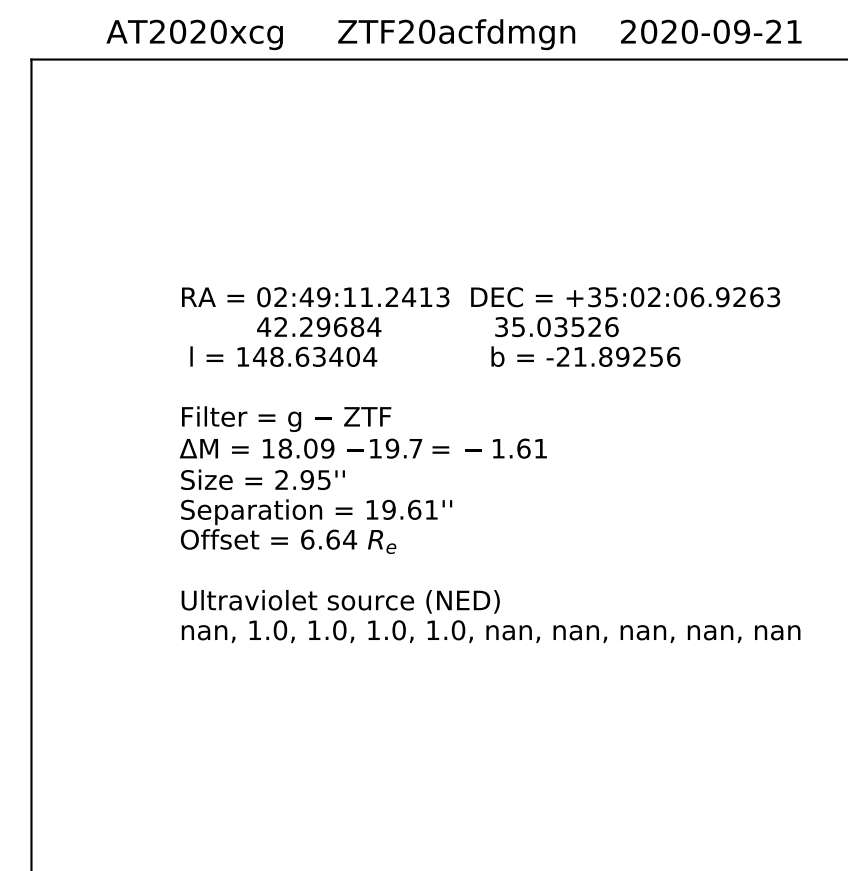 AT2020xcg ZTF20acfdmgn 2020-09-21
RA = 02:49:11.2413 DEC = +35:02:06.9263
42.29684 35.03526
l = 148.63404 b = -21.89256
Filter = g − ZTF
ΔM = 18.09 −19.7 = − 1.61
Size = 2.95''
Separation = 19.61''
Offset = 6.64 Re
Ultraviolet source (NED)
nan, 1.0, 1.0, 1.0, 1.0, nan, nan, nan, nan, nan